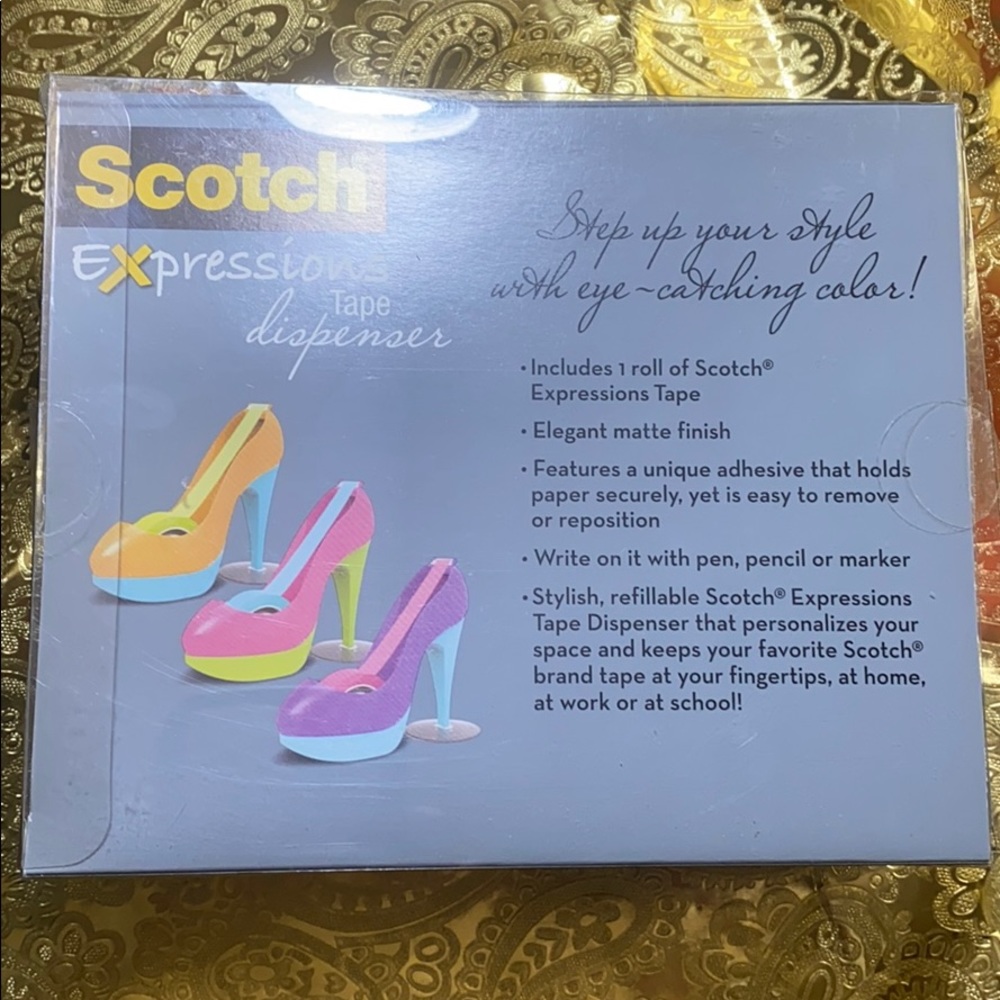 Scotch
Expressions
Tape
dispenser
Step up your style
with eye-catching color!
• Includes 1 roll of Scotch®
Expressions Tape
• Elegant matte finish
• Features a unique adhesive that holds
paper securely, yet is easy to remove
or reposition
• Write on it with pen, pencil or marker
• Stylish, refillable Scotch® Expressions
Tape Dispenser that personalizes your
space and keeps your favorite Scotch®
brand tape at your fingertips, at home,
at work or at school!